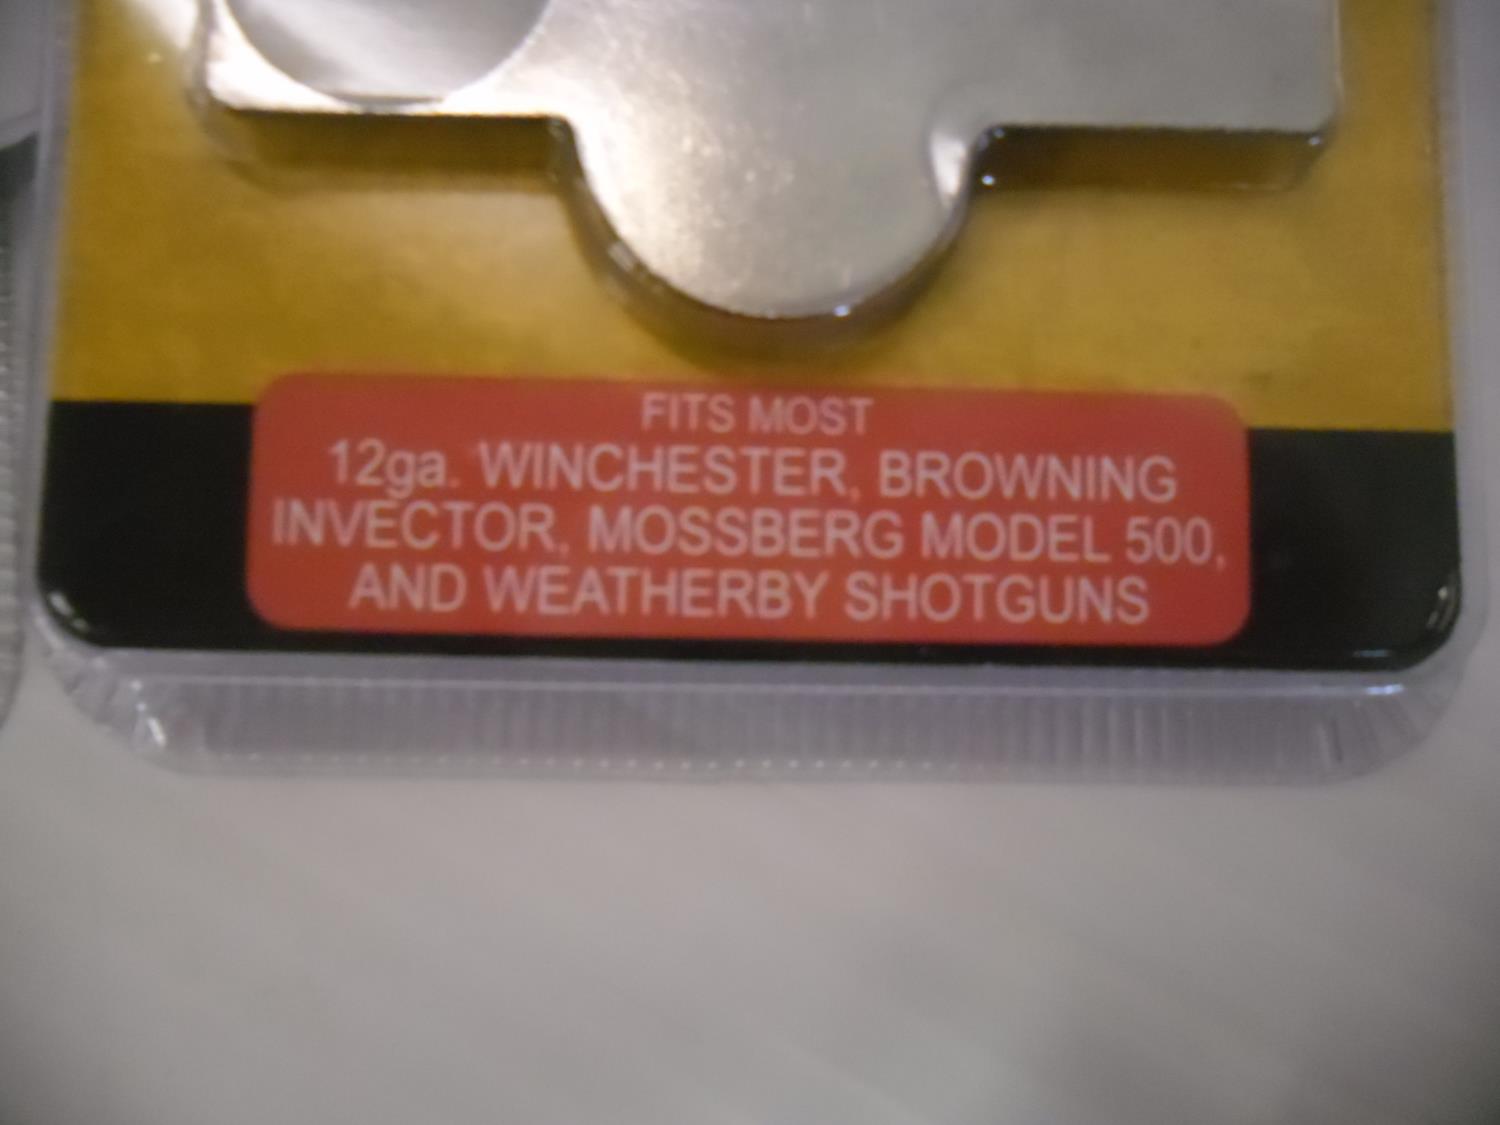 FITS MOST
12ga. WINCHESTER, BROWNING
INVECTOR, MOSSBERG MODEL 500,
AND WEATHERBY SHOTGUNS